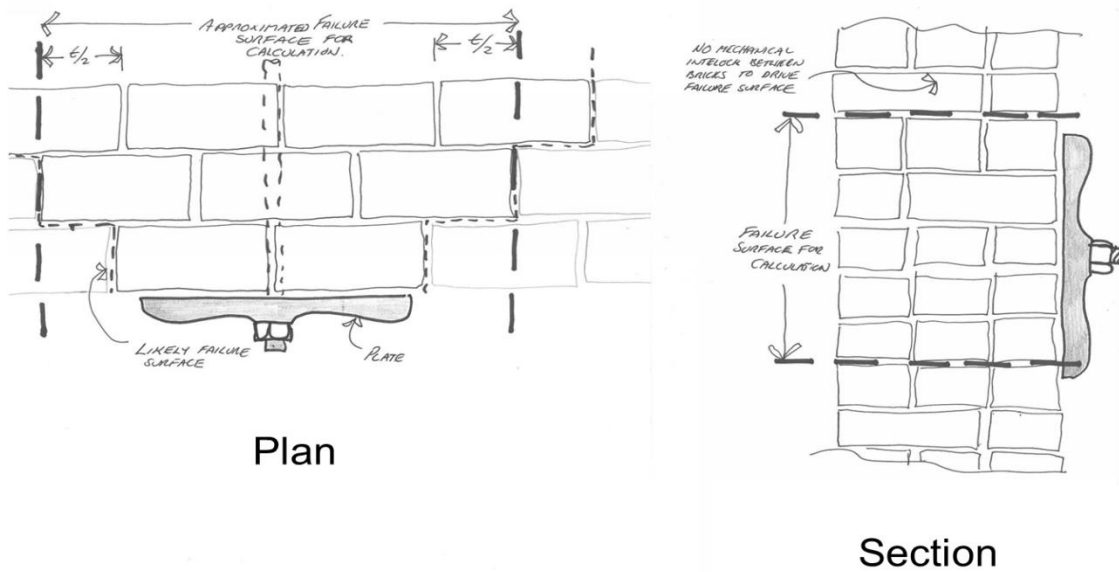 APPROXIMATED FAILURE
SURFACE FOR
CALCULATION.
t/2
t/2
LIKELY FAILURE
SURFACE
PLATE
Plan
NO MECHANICAL
INTELOCK BETWEEN
BRICKS TO DRIVE
FAILURE SURFACE
FAILURE
SURFACE FOR
CALCULATION
Section